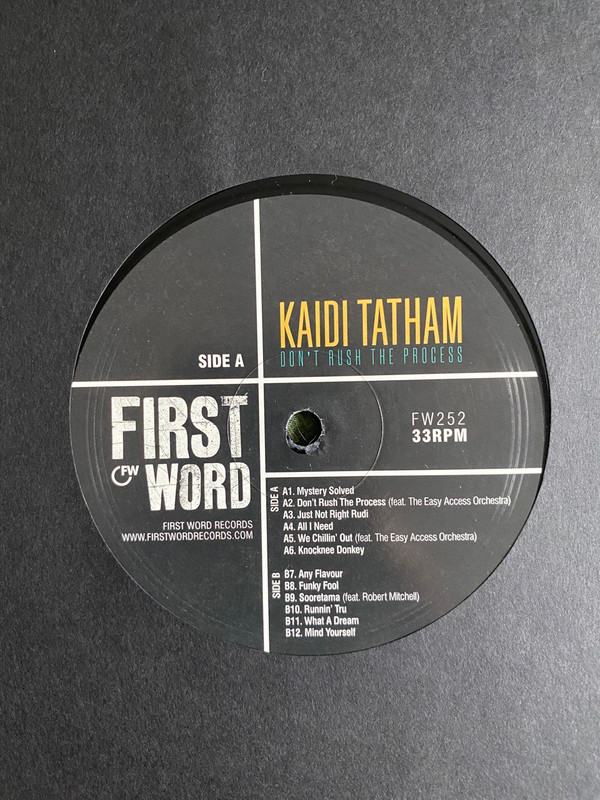 KAIDI TATHAM
DON'T RUSH THE PROCESS
SIDE A
FIRST
FW
WORD
FIRST WORD RECORDS
WWW.FIRSTWORDRECORDS.COM
FW252
33RPM
SIDE A
A1. Mystery Solved
A2. Don't Rush The Process (feat. The Easy Access Orchestra)
A3. Just Not Right Rudi
A4. All I Need
A5. We Chillin' Out (feat. The Easy Access Orchestra)
A6. Knocknee Donkey
SIDE B
B7. Any Flavour
B8. Funky Fool
B9. Sooretama (feat. Robert Mitchell)
B10. Runnin' Tru
B11. What A Dream
B12. Mind Yourself